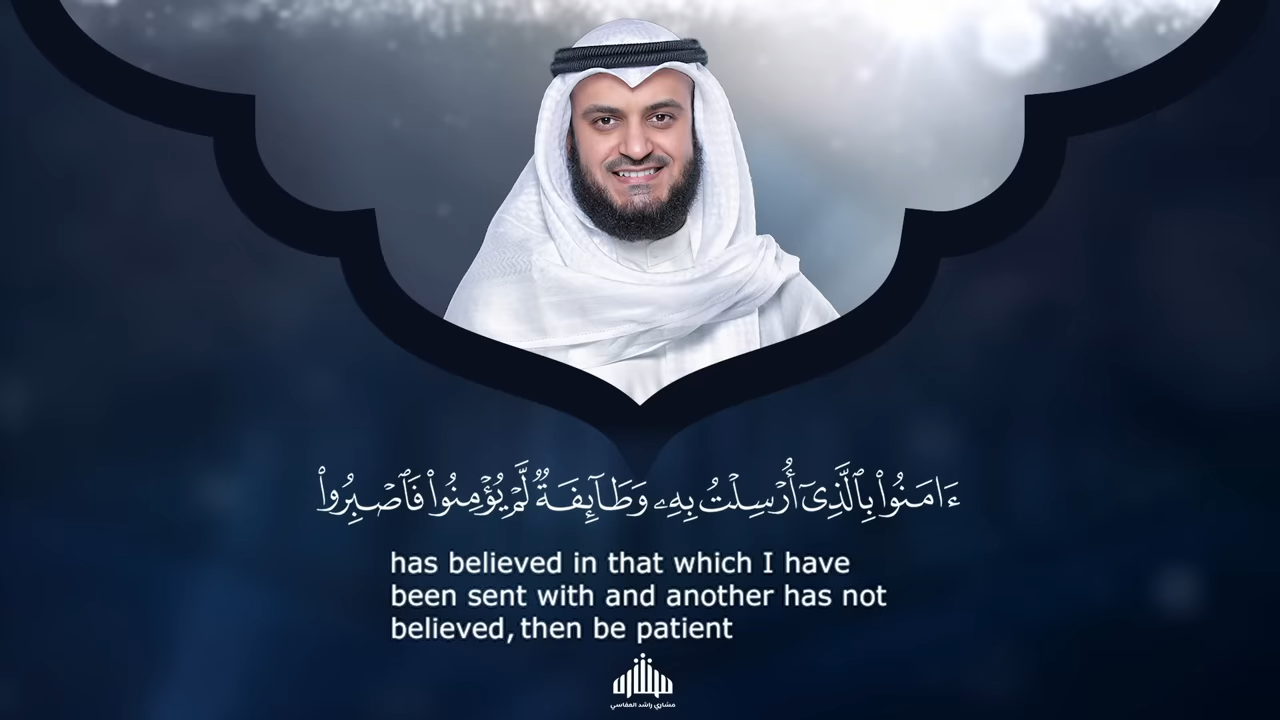 ءَامَنُوا۟ بِٱلَّذِىٓ أُرْسِلْتُ بِهِۦ وَطَآئِفَةٌ لَّمْ يُؤْمِنُوا۟ فَٱصْبِرُوا۟
has believed in that which I have
been sent with and another has not
believed, then be patient
مشاري راشد العفاسي